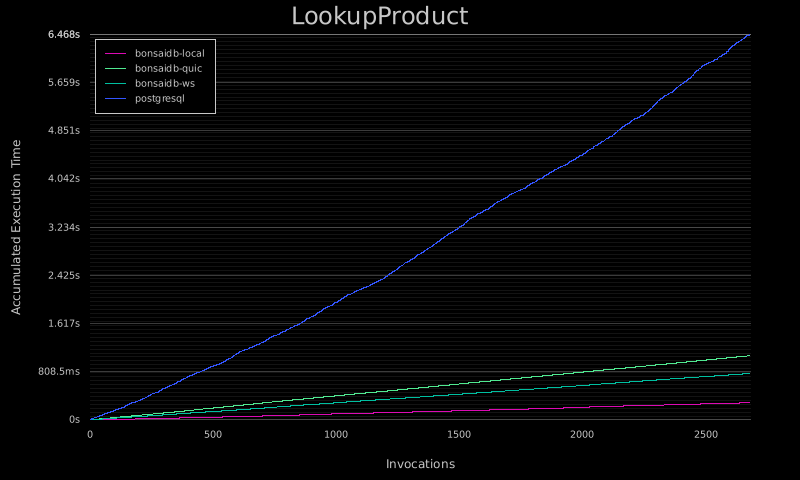 LookupProduct
6.468s
5.659s
4.851s
4.042s
3.234s
2.425s
1.617s
808.5ms
0s
Accumulated Execution Time
bonsaidb-local
bonsaidb-quic
bonsaidb-ws
postgresql
0 500 1000 1500 2000 2500
Invocations